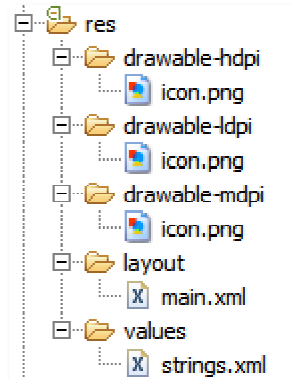 res
drawable-hdpi
icon.png
drawable-ldpi
icon.png
drawable-mdpi
icon.png
layout
main.xml
values
strings.xml